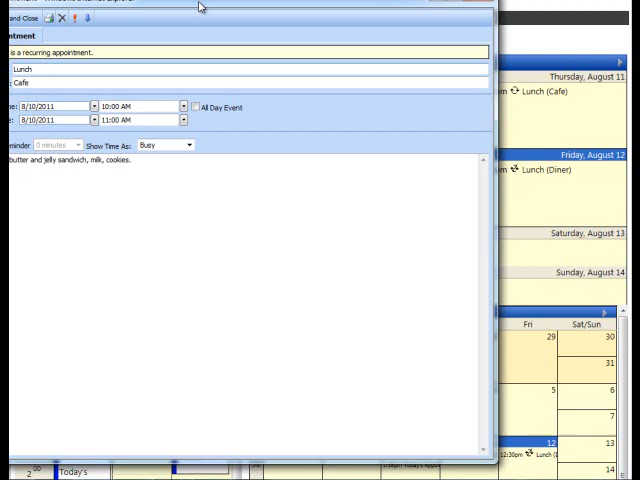 and Close
ntment
is a recurring appointment.
Lunch
Cafe
8/10/2011 10:00 AM All Day Event
8/10/2011 11:00 AM
minder 0 minutes Show Time As: Busy
butter and jelly sandwich, milk, cookies.
Thursday, August 11
m Lunch (Cafe)
Friday, August 12
m Lunch (Diner)
Saturday, August 13
Sunday, August 14
Fri Sat/Sun
29 30
31
5 6
7
12 13
12:30pm Lunch (
14
2 00 Today's